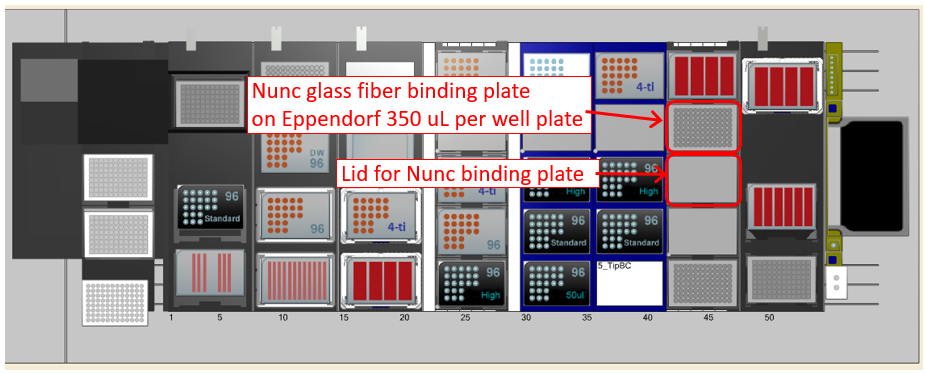 4-ti
Nunc glass fiber binding plate
on Eppendorf 350 uL per well plate
DW
96
Lid for Nunc binding plate
96
Standard
96
4-ti
4-ti
High
96
High
96
96
Standard
96
Standard
96
High
96
50ul
5_TipBC
1
5
10
15
20
25
30
35
40
45
50